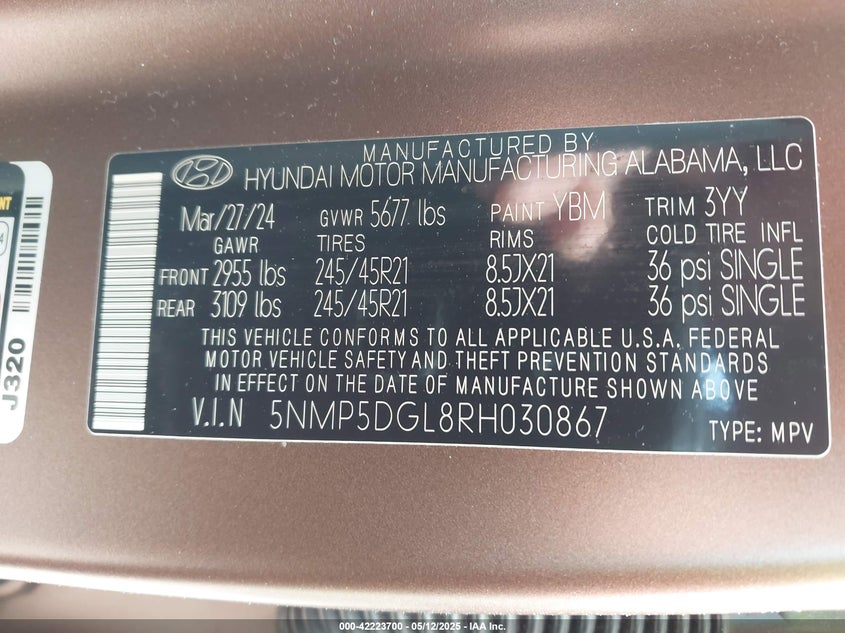 MANUFACTURED BY
HYUNDAI MOTOR MANUFACTURING ALABAMA, LLC
Mar/27/24 GVWR 5677 lbs PAINT YBM TRIM 3YY
GAWR TIRES RIMS COLD TIRE INFL
FRONT 2955 lbs 245/45R21 8.5JX21 36 psi SINGLE
REAR 3109 lbs 245/45R21 8.5JX21 36 psi SINGLE
THIS VEHICLE CONFORMS TO ALL APPLICABLE U.S.A. FEDERAL
MOTOR VEHICLE SAFETY AND THEFT PREVENTION STANDARDS
IN EFFECT ON THE DATE OF MANUFACTURE SHOWN ABOVE
V.I.N 5NMP5DGL8RH030867 TYPE: MPV
J320
000-42223700 - 05/12/2025 - IAA Inc.